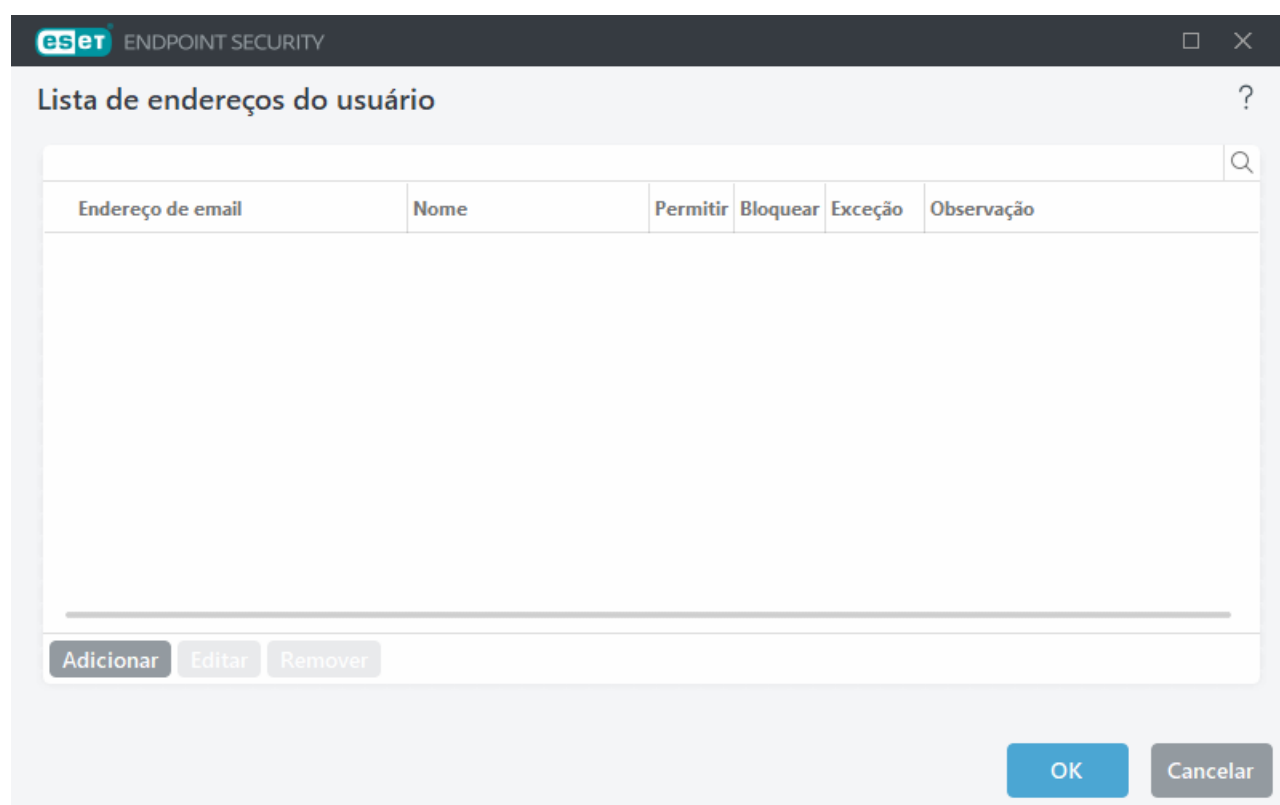 eset ENDPOINT SECURITY
Lista de endereços do usuário ?
Endereço de email Nome Permitir Bloquear Exceção Observação
Adicionar Editar Remover
OK Cancelar